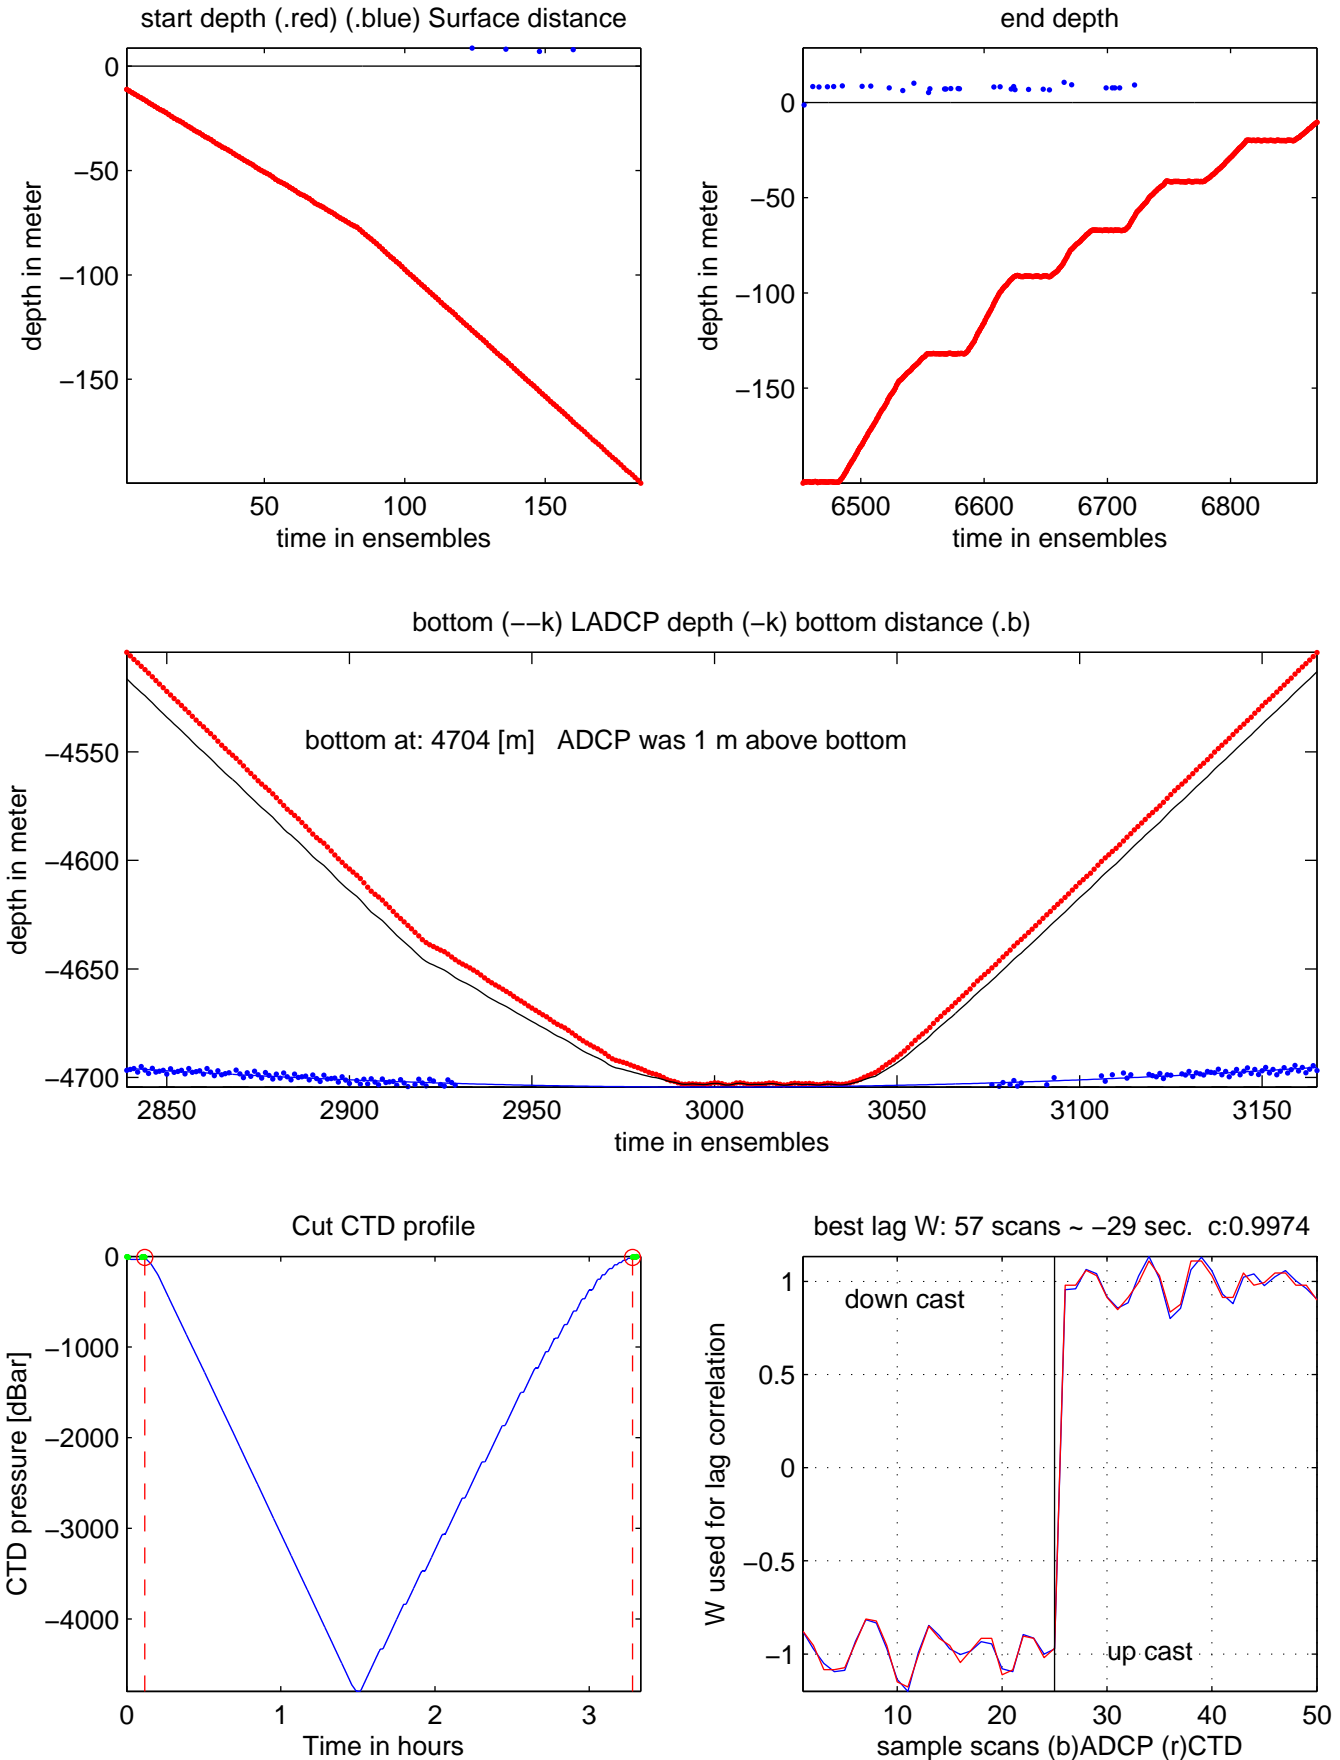 start depth (.red) (.blue) Surface distance
0
−50
−100
−150
depth in meter
50
100
150
time in ensembles
end depth
0
−50
−100
−150
depth in meter
6500
6600
6700
6800
time in ensembles
bottom (−−k) LADCP depth (−k) bottom distance (.b)
bottom at: 4704 [m]   ADCP was 1 m above bottom
−4550
−4600
−4650
−4700
depth in meter
2850
2900
2950
3000
3050
3100
3150
time in ensembles
Cut CTD profile
0
−1000
−2000
−3000
−4000
CTD pressure [dBar]
0
1
2
3
Time in hours
best lag W: 57 scans ~ −29 sec.  c:0.9974
down cast
up cast
1
0.5
0
−0.5
−1
W used for lag correlation
10
20
30
40
50
sample scans (b)ADCP (r)CTD